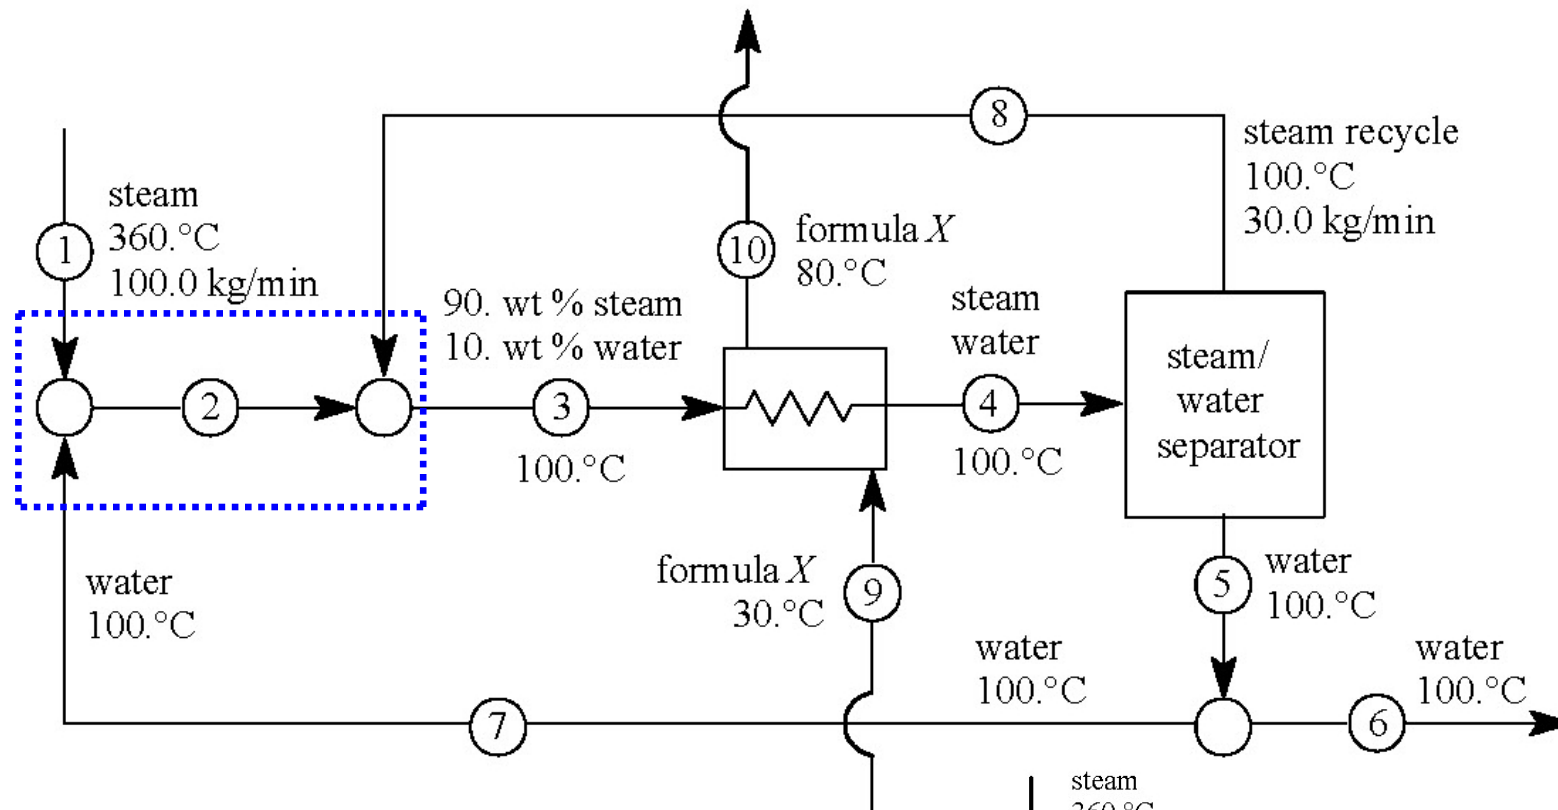 8
steam recycle
100.°C
30.0 kg/min
steam
360.°C
100.0 kg/min
1
10
formula X
80.°C
90. wt % steam
10. wt % water
steam
water
steam/
water
separator
2
3
4
100.°C
100.°C
water
100.°C
formula X
30.°C
9
5
water
100.°C
water
100.°C
water
100.°C
7
6
steam
360.°C